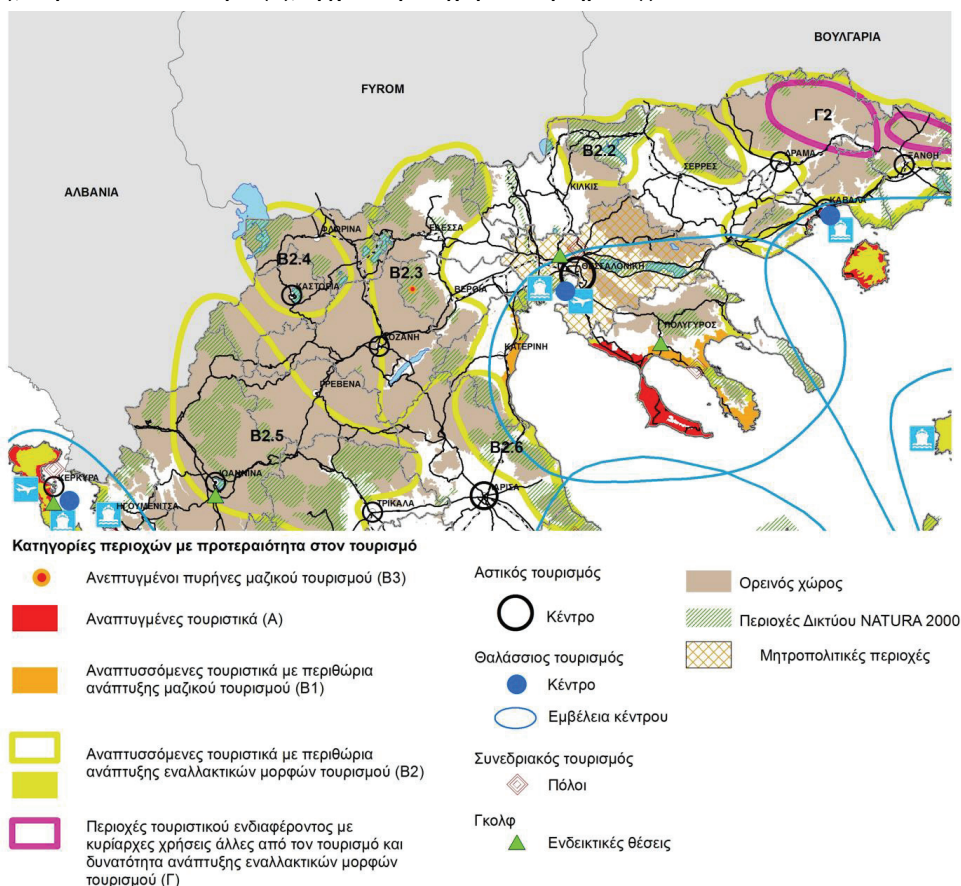 ΒΟΥΛΓΑΡΙΑ
FYROM
ΑΛΒΑΝΙΑ
Γ2
Β2.2
ΔΡΑΜΑ
ΞΑΝΘΗ
ΣΕΡΡΕΣ
ΚΙΛΚΙΣ
ΚΑΒΑΛΑ
ΦΛΩΡΙΝΑ
ΕΔΕΣΣΑ
Β2.4
Β2.3
ΘΕΣΣΑΛΟΝΙΚΗ
ΚΑΣΤΟΡΙΑ
ΒΕΡΟΙΑ
ΠΟΛΥΓΥΡΟΣ
ΚΟΖΑΝΗ
ΚΑΤΕΡΙΝΗ
ΓΡΕΒΕΝΑ
Β2.5
Β2.6
ΙΩΑΝΝΙΝΑ
ΚΕΡΚΥΡΑ
ΛΑΡΙΣΑ
ΗΓΟΥΜΕΝΙΤΣΑ
ΤΡΙΚΑΛΑ
Κατηγορίες περιοχών με προτεραιότητα στον τουρισμό
Ανεπτυγμένοι πυρήνες μαζικού τουρισμού (Β3)
Αναπτυγμένες τουριστικά (Α)
Αναπτυσσόμενες τουριστικά με περιθώρια
ανάπτυξης μαζικού τουρισμού (Β1)
Αναπτυσσόμενες τουριστικά με περιθώρια
ανάπτυξης εναλλακτικών μορφών τουρισμού (Β2)
Περιοχές τουριστικού ενδιαφέροντος με
κυρίαρχες χρήσεις άλλες από τον τουρισμό και
δυνατότητα ανάπτυξης εναλλακτικών μορφών
τουρισμού (Γ)
Αστικός τουρισμός
Κέντρο
Θαλάσσιος τουρισμός
Κέντρο
Εμβέλεια κέντρου
Συνεδριακός τουρισμός
Πόλοι
Γκολφ
Ενδεικτικές θέσεις
Ορεινός χώρος
Περιοχές Δικτύου NATURA 2000
Μητροπολιτικές περιοχές